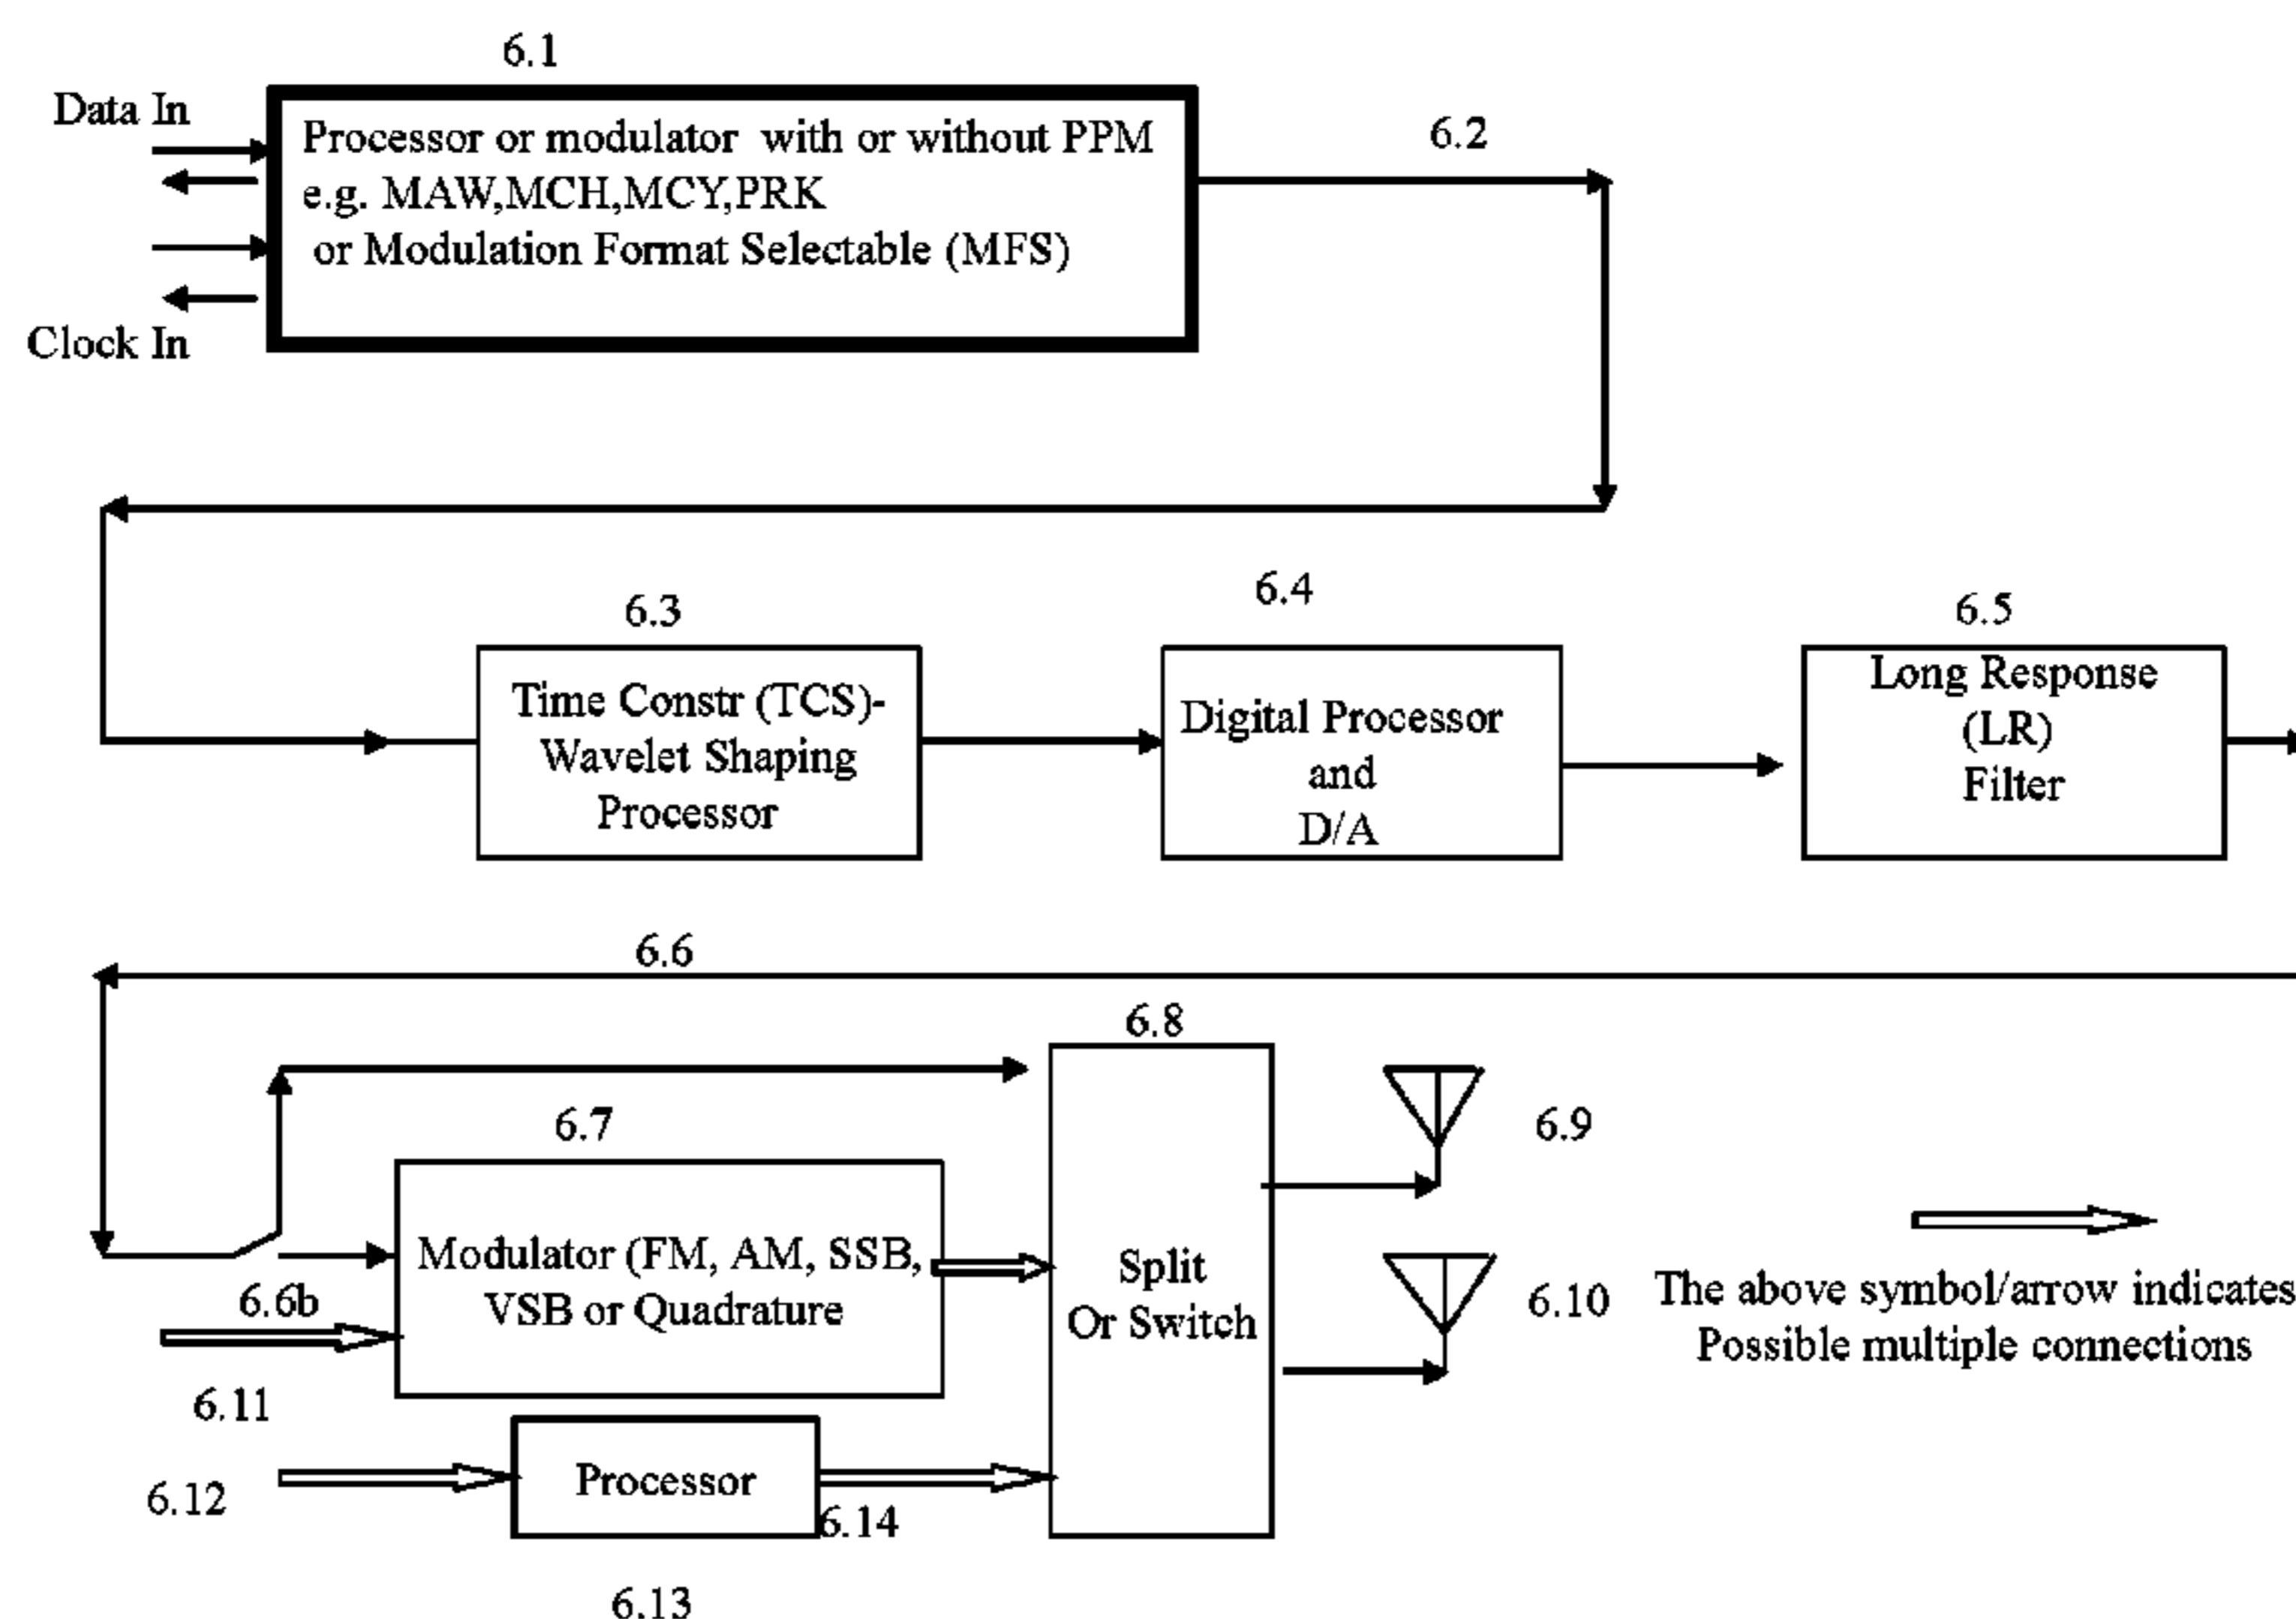 6.1
Data In
Processor or modulator with or without PPM
e.g. MAW,MCH,MCY,PRK
or Modulation Format Selectable (MFS)
6.2
Clock In
6.3
Time Constr (TCS)-
Wavelet Shaping
Processor
6.4
Digital Processor
and
D/A
6.5
Long Response
(LR)
Filter
6.6
6.8
6.7
6.9
Modulator (FM, AM, SSB,
VSB or Quadrature
Split
Or Switch
6.6b
6.10
The above symbol/arrow indicates
Possible multiple connections
6.11
6.12
Processor
6.14
6.13